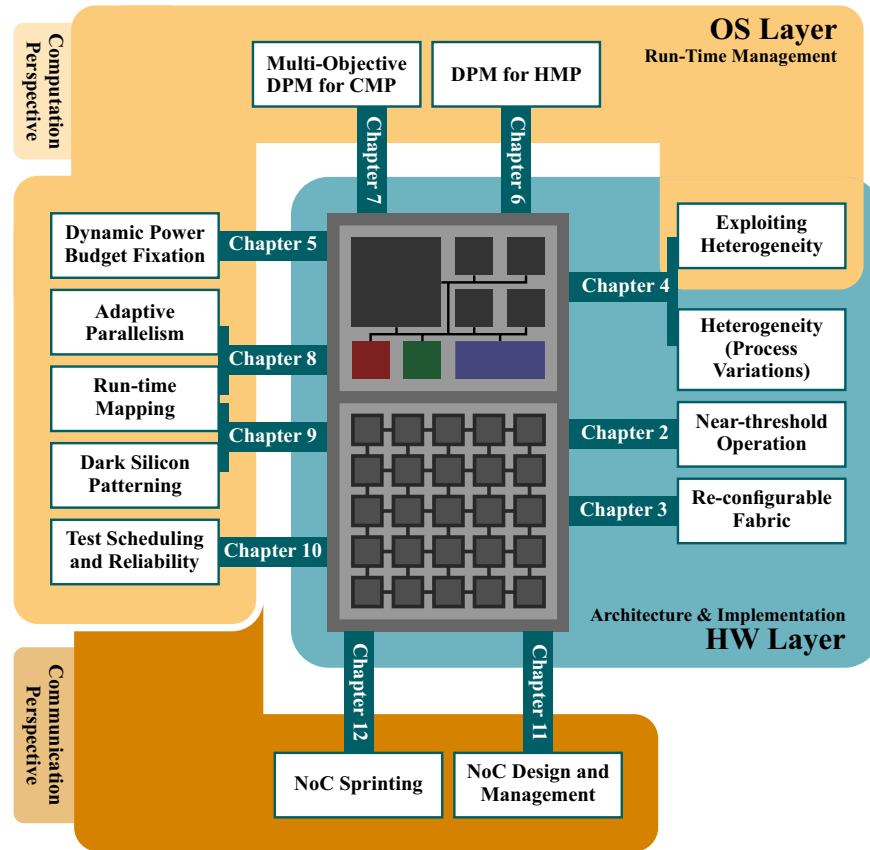 Computation
Perspective
OS Layer
Run-Time Management
Multi-Objective
DPM for CMP
DPM for HMP
Chapter 7
Chapter 6
Dynamic Power
Budget Fixation
Chapter 5
Exploiting
Heterogeneity
Chapter 4
Adaptive
Parallelism
Heterogeneity
(Process
Variations)
Chapter 8
Run-time
Mapping
Chapter 9
Chapter 2
Near-threshold
Operation
Dark Silicon
Patterning
Chapter 3
Re-configurable
Fabric
Test Scheduling
and Reliability
Chapter 10
Architecture & Implementation
HW Layer
Communication
Perspective
Chapter 12
Chapter 11
NoC Sprinting
NoC Design and
Management